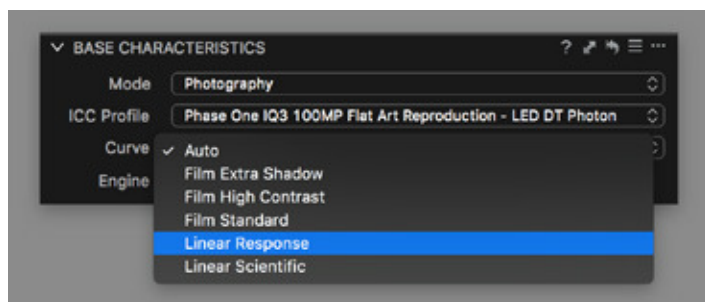 BASE CHARACTERISTICS ?
Mode Photography
ICC Profile Phase One IQ3 100MP Flat Art Reproduction - LED DT Photon
Curve ✓ Auto
Engine Film Extra Shadow
Film High Contrast
Film Standard
Linear Response
Linear Scientific